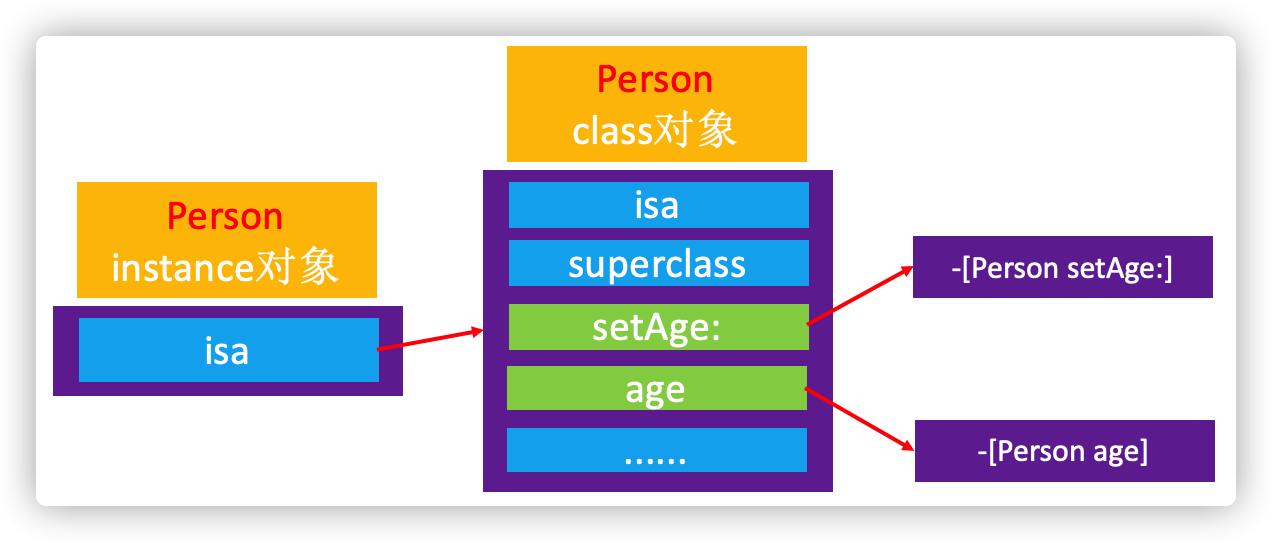 Person
instance对象
isa
Person
class对象
isa
superclass
setAge:
age
......
-[Person setAge:]
-[Person age]